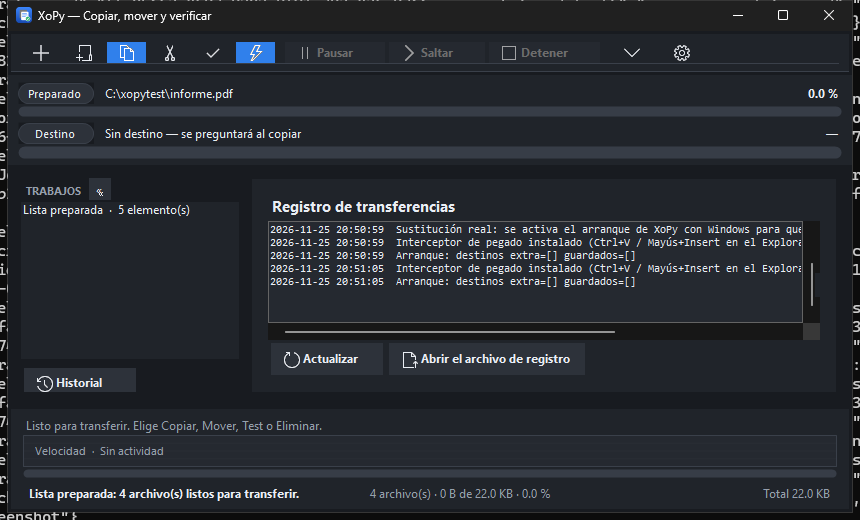 XoPy — Copiar, mover y verificar
Pausar
Saltar
Detener
Preparado
C:\xopytest\informe.pdf
0.0 %
Destino
Sin destino — se preguntará al copiar
—
TRABAJOS
Lista preparada · 5 elemento(s)
Historial
Registro de transferencias
2026-11-25 20:50:59 Sustitución real: se activa el arranque de XoPy con Windows para que
2026-11-25 20:50:59 Interceptor de pegado instalado (Ctrl+V / Mayús+Insert en el Explora
2026-11-25 20:50:59 Arranque: destinos extra=[] guardados=[]
2026-11-25 20:51:05 Interceptor de pegado instalado (Ctrl+V / Mayús+Insert en el Explora
2026-11-25 20:51:05 Arranque: destinos extra=[] guardados=[]
Actualizar
Abrir el archivo de registro
Listo para transferir. Elige Copiar, Mover, Test o Eliminar.
Velocidad · Sin actividad
Lista preparada: 4 archivo(s) listos para transferir.
4 archivo(s) · 0 B de 22.0 KB · 0.0 %
Total 22.0 KB
eenshot"}